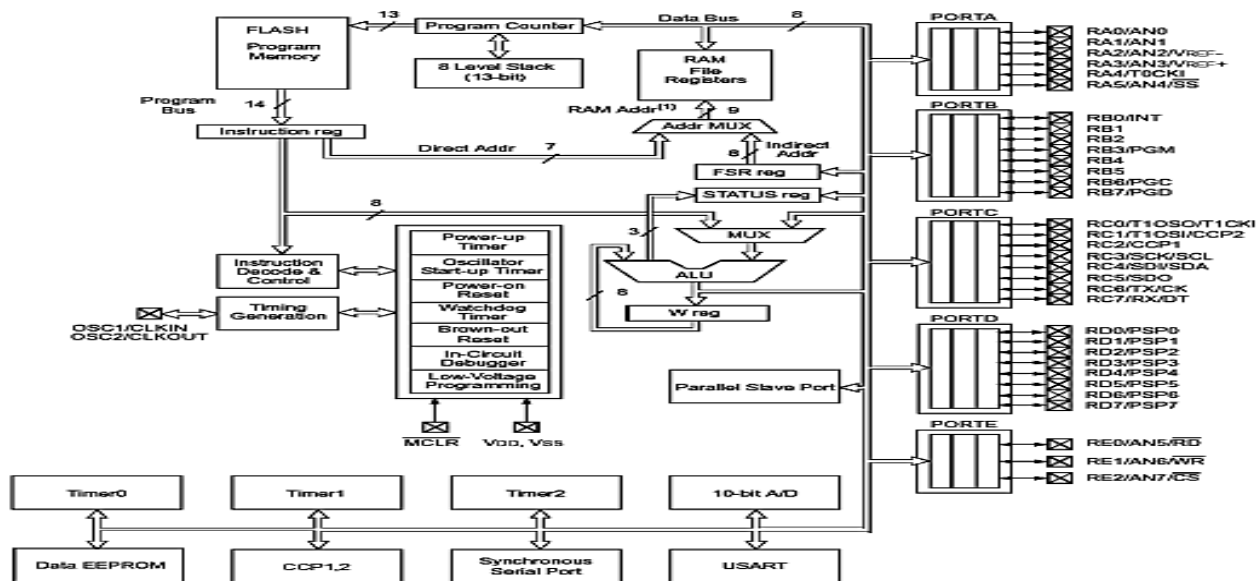 13
Program Counter
Data Bus
8
PORTA
FLASH
Program
Memory
8 Level Stack
(13-bit)
RAM
File
Registers
RA0/AN0
RA1/AN1
RA2/AN2/VREF-
RA3/AN3/VREF+
RA4/T0CKI
RA5/AN4/SS
Program
Bus
14
RAM Addr(1)
9
PORTB
Instruction reg
Addr MUX
RB0/INT
RB1
RB2
RB3/PGM
RB4
RB5
RB6/PGC
RB7/PGD
Direct Addr
7
8
Indirect
Addr
FSR reg
STATUS reg
8
PORTC
3
MUX
RC0/T1OSO/T1CKI
RC1/T1OSI/CCP2
RC2/CCP1
RC3/SCK/SCL
RC4/SDI/SDA
RC5/SDO
RC6/TX/CK
RC7/RX/DT
Instruction
Decode &
Control
Power-up
Timer
Oscillator
Start-up Timer
Power-on
Reset
Watchdog
Timer
Brown-out
Reset
In-Circuit
Debugger
Low-Voltage
Programming
ALU
8
W reg
Timing
Generation
OSC1/CLKIN
OSC2/CLKOUT
PORTD
RD0/PSP0
RD1/PSP1
RD2/PSP2
RD3/PSP3
RD4/PSP4
RD5/PSP5
RD6/PSP6
RD7/PSP7
Parallel Slave Port
MCLR
VDD, VSS
PORTE
RE0/AN5/RD
RE1/AN6/WR
RE2/AN7/CS
Timer0
Timer1
Timer2
10-bit A/D
Data EEPROM
CCP1,2
Synchronous
Serial Port
USART